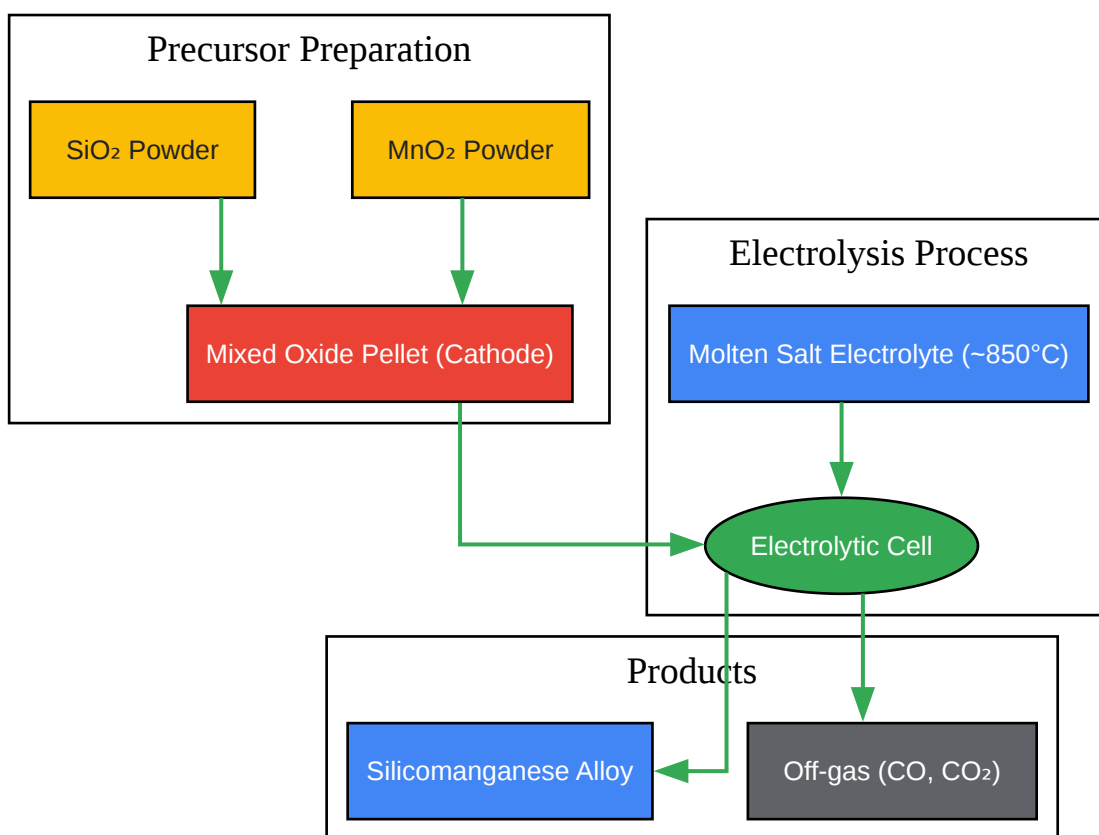 Precursor Preparation
SiO₂ Powder
MnO₂ Powder
Mixed Oxide Pellet (Cathode)
Electrolysis Process
Molten Salt Electrolyte (~850°C)
Electrolytic Cell
Products
Silicomanganese Alloy
Off-gas (CO, CO₂)